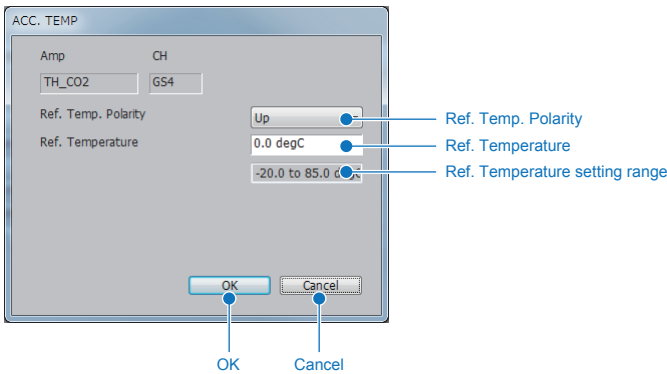 ACC. TEMP
Amp CH
TH_CO2 GS4
Ref. Temp. Polarity Up Ref. Temp. Polarity
Ref. Temperature 0.0 degC Ref. Temperature
-20.0 to 85.0 degC Ref. Temperature setting range
OK Cancel
OK Cancel